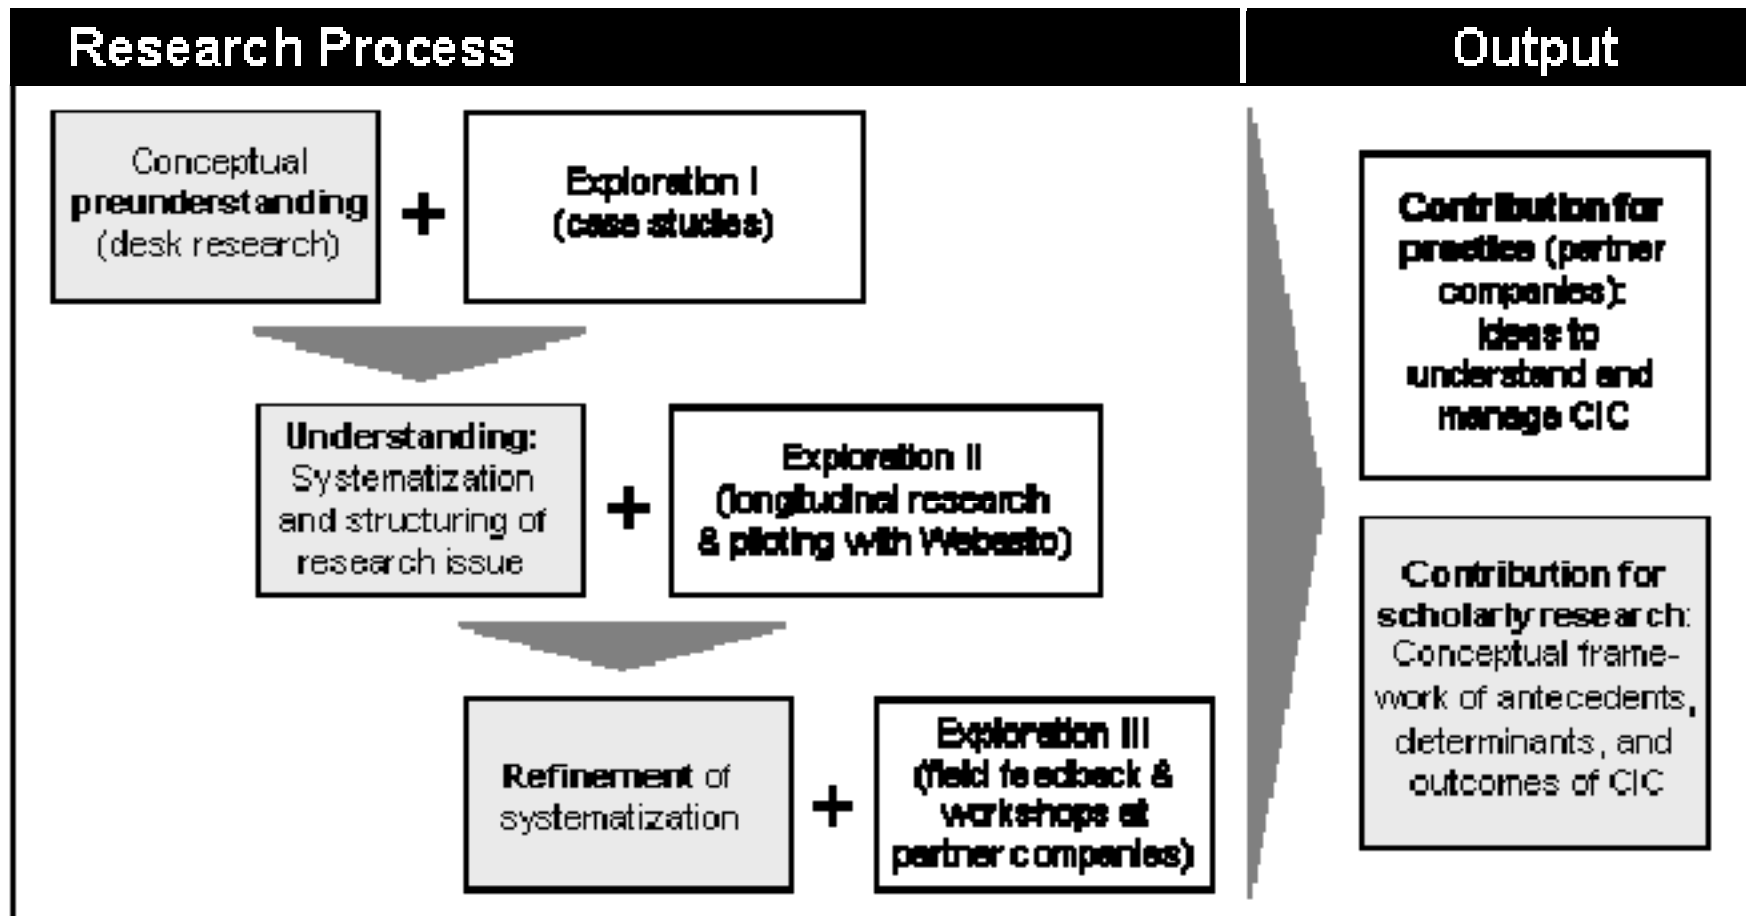 Research Process
Output
Conceptual
preunderstanding
(desk research)
+
Exploration I
(case studies)
Understanding:
Systematization
and structuring of
research issue
+
Exploration II
(longitudinal research
& piloting with Webasto)
Refinement of
systematization
+
Exploration III
(field feedback &
workshops at
partner companies)
Contribution for
practice (partner
companies):
Ideas to
understand and
manage CIC
Contribution for
scholarly research:
Conceptual frame-
work of antecedents,
determinants, and
outcomes of CIC